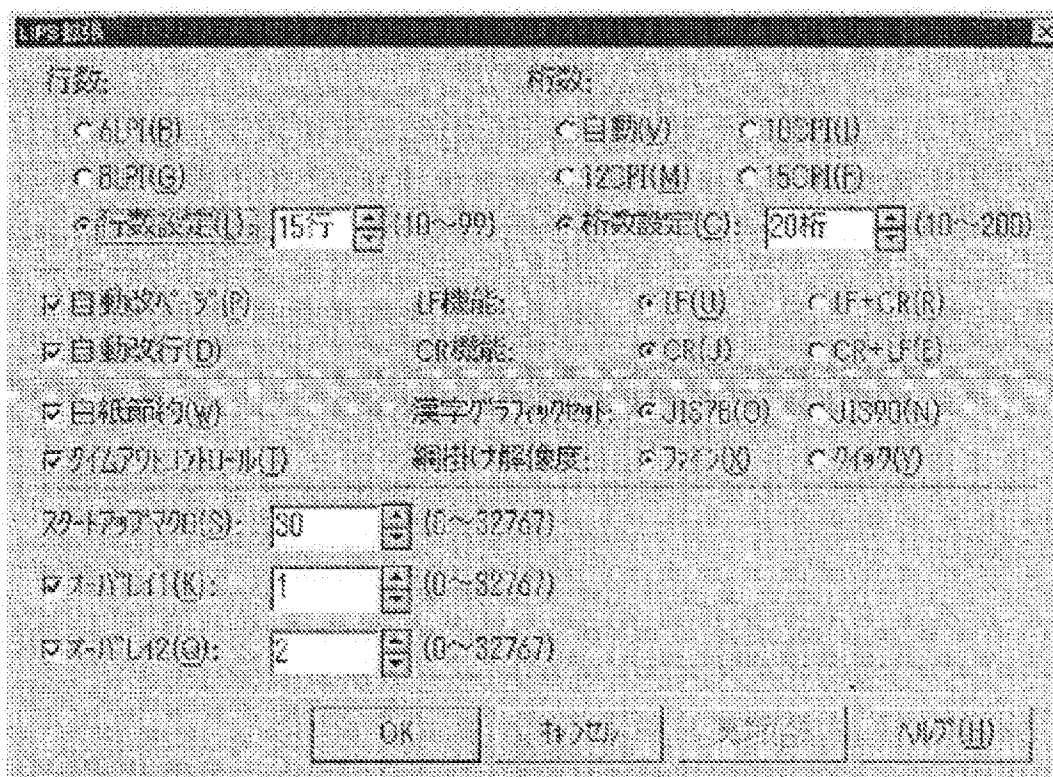 LIPS拡張
行数: 桁数:
6LPI(B) 自動(V) 10CPI(I)
8LPI(G) 12CPI(M) 15CPI(F)
行数設定(L): 15行 (10~99) 桁数設定(C): 20桁 (10~200)
自動改ページ(P) LF機能: LF(U) LF+CR(R)
自動改行(D) CR機能: CR(J) CR+LF(E)
白紙節約(W) 漢字グラフィックセット: JIS78(O) JIS90(N)
タイムアウトコントロール(T) 網掛け解像度: ファイン(X) クイック(Y)
スタートアップマクロ(S): 30 (0~32767)
オーバレイ1(K): 1 (0~32767)
オーバレイ2(Q): 2 (0~32767)
OK キャンセル ヘルプ(H)